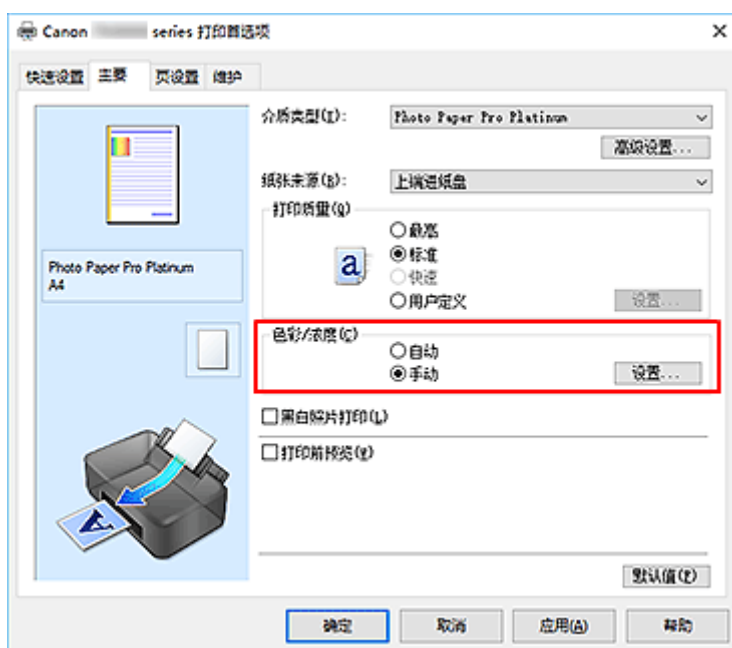 Canon series 打印首选项
快速设置 主要 页设置 维护
介质类型(I): Photo Paper Pro Platinum
高级设置...
纸张来源(B): 上端进纸盘
打印质量(Q)
最高
标准
快速
用户定义 设置...
Photo Paper Pro Platinum
A4
色彩/浓度(C)
自动
手动 设置...
黑白照片打印(L)
打印前预览(V)
默认值(F)
确定 取消 应用(A) 帮助